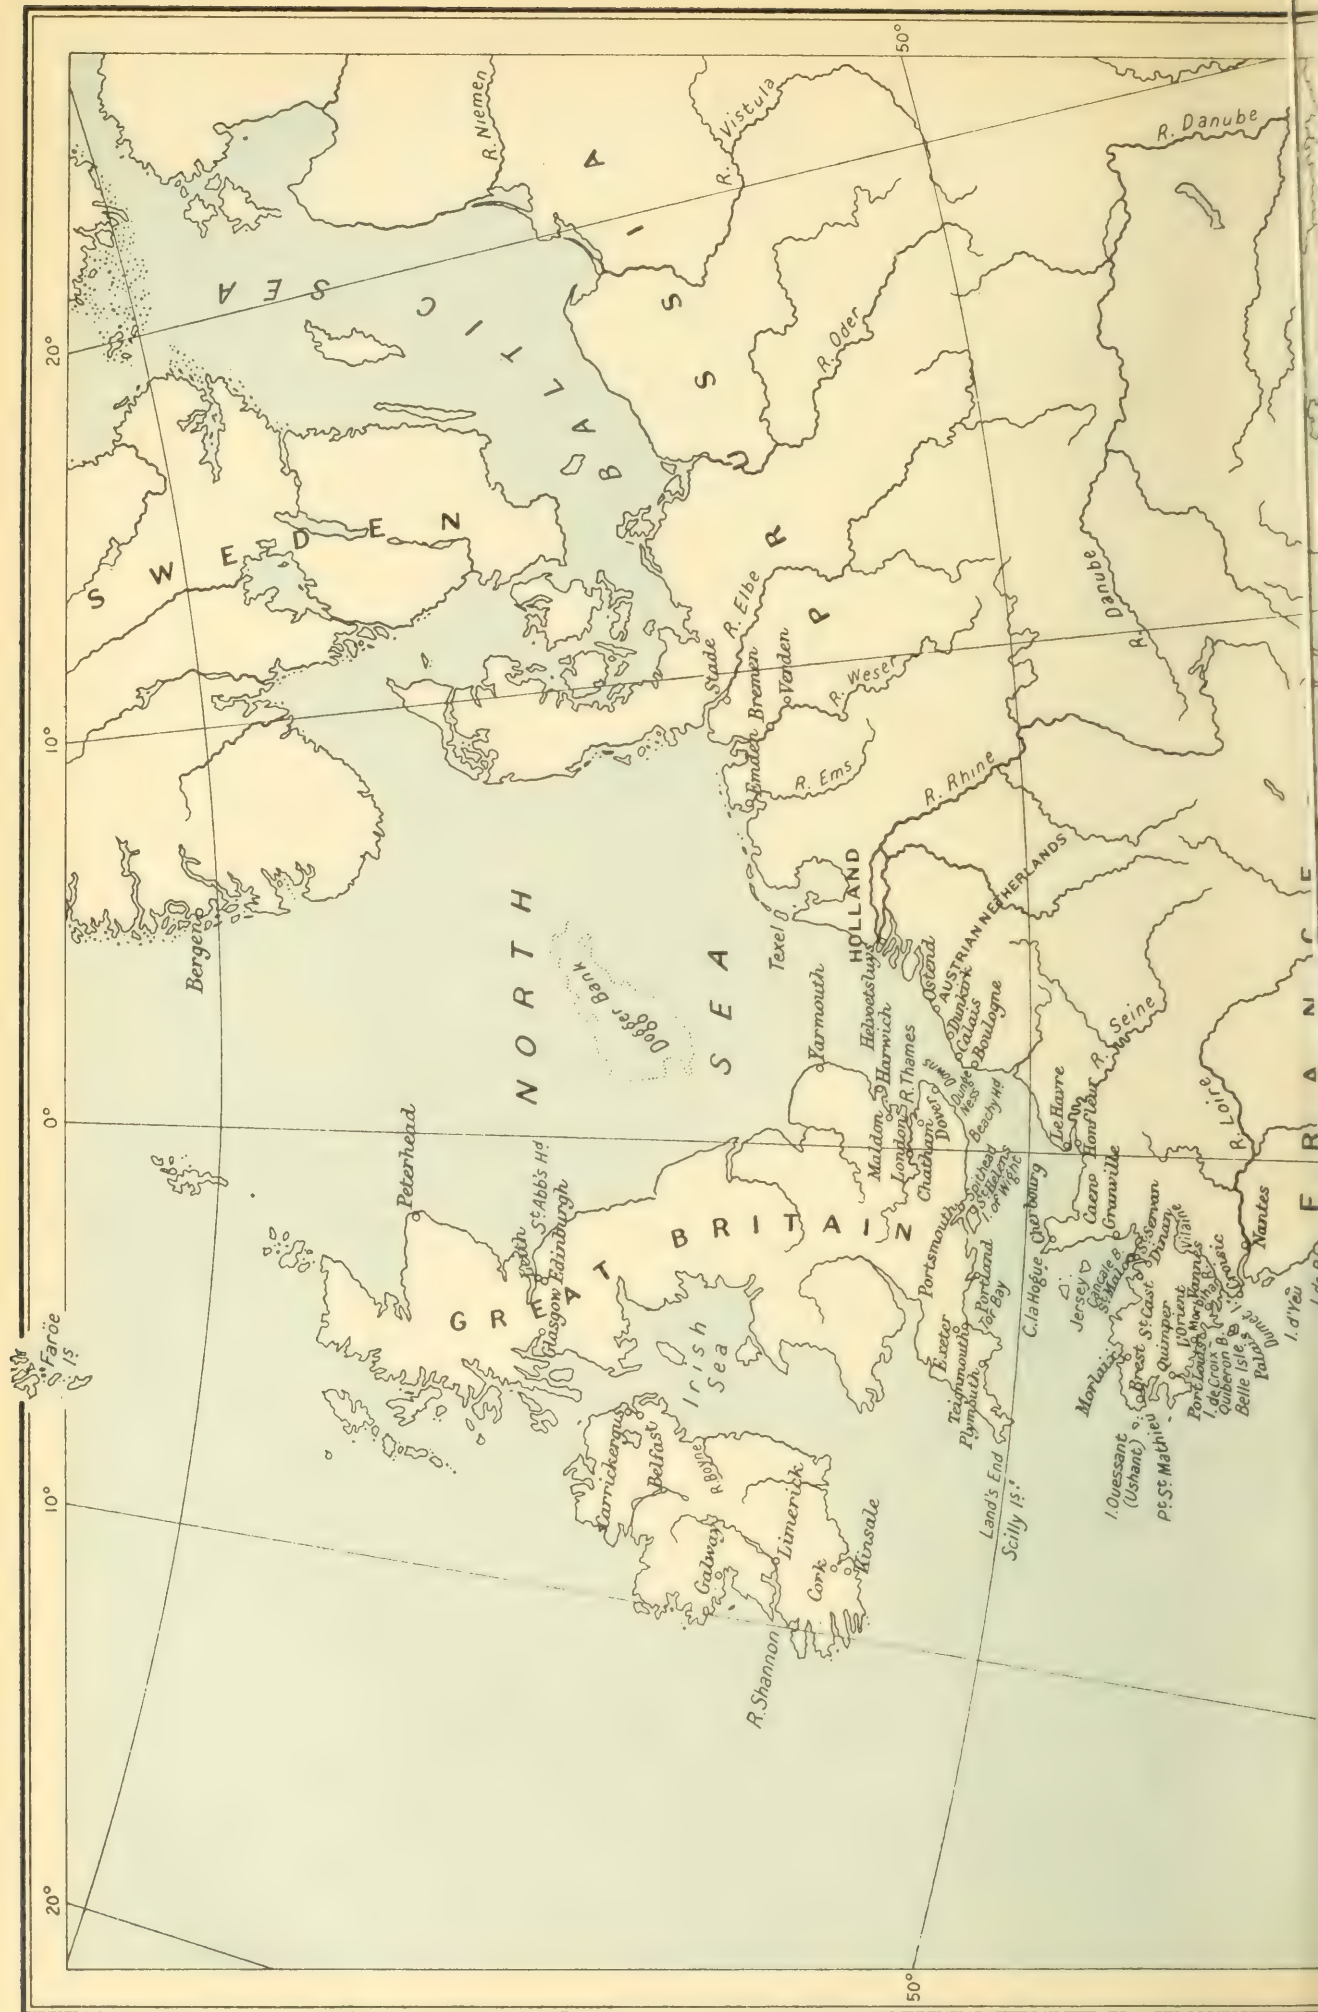 20°
10°
0°
10°
20°
50°
50°
Faröe
Is.
SWEDEN
BALTIC SEA
R. Niemen
R. Vistula
R. Oder
R. Danube
R. Danube
PRUSSIA
Bergen
NORTH
SEA
Dogger Bank
Stade
R. Elbe
Bremen
Verden
R. Weser
Emden
R. Ems
R. Rhine
HOLLAND
Texel
Helvoetsluys
AUSTRIAN NETHERLANDS
Ostend
Dunkirk
Calais
Boulogne
Peterhead
St Abb's Hd
Leith
Edinburgh
Glasgow
GREAT BRITAIN
Yarmouth
Harwich
Maldon
R. Thames
London
Chatham
Dover
Downs
Dunge
Ness
Beachy Hd
Spithead
St Helens
I. of Wight
Portsmouth
Portland
Tor Bay
Exeter
Teignmouth
Plymouth
Land's End
Scilly Is.
Irish
Sea
Carrickfergus
Belfast
R. Boyne
Galway
Limerick
R. Shannon
Cork
Kinsale
Le Havre
Honfleur
R. Seine
Caen
Cherbourg
C. la Hogue
Granville
Jersey
Cancale B.
St Malo
St Servan
Dinan
St Cast
Morlaix
Brest
I. Ouessant
(Ushant)
Pt St Mathieu
Quimper
L'Orient
Port Louis
I. de Croix
Quiberon B.
Belle Isle
Palais
Vannes
Morbihan
Vilaine
R.
Croisic
Dumet
I.
I. d'Yeu
Nantes
R. Loire
FRANCE